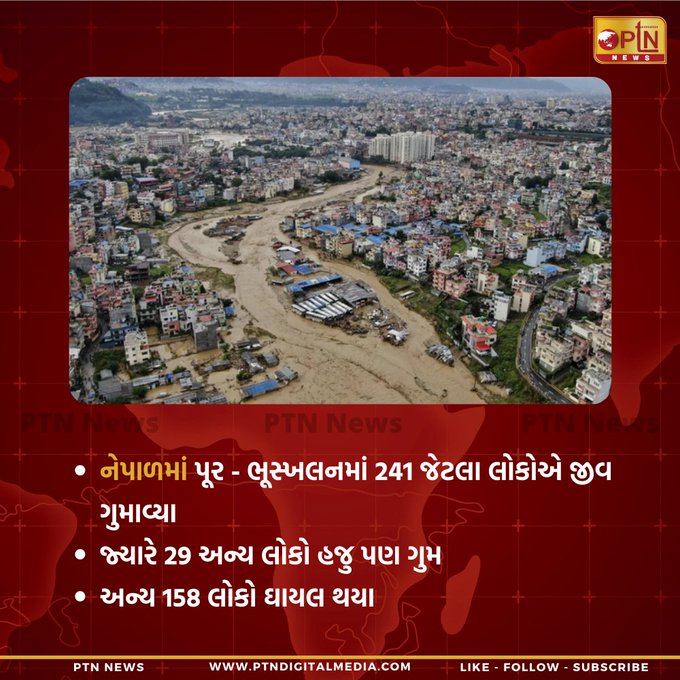 PTN
NEWS
PTN News PTN News PTN News
• નેપાળમાં પૂર - ભૂસ્ખલનમાં 241 જેટલા લોકોએ જીવ
ગુમાવ્યા
• જ્યારે 29 અન્ય લોકો હજુ પણ ગુમ
• અન્ય 158 લોકો ઘાયલ થયા
PTN NEWS WWW.PTNDIGITALMEDIA.COM LIKE - FOLLOW - SUBSCRIBE